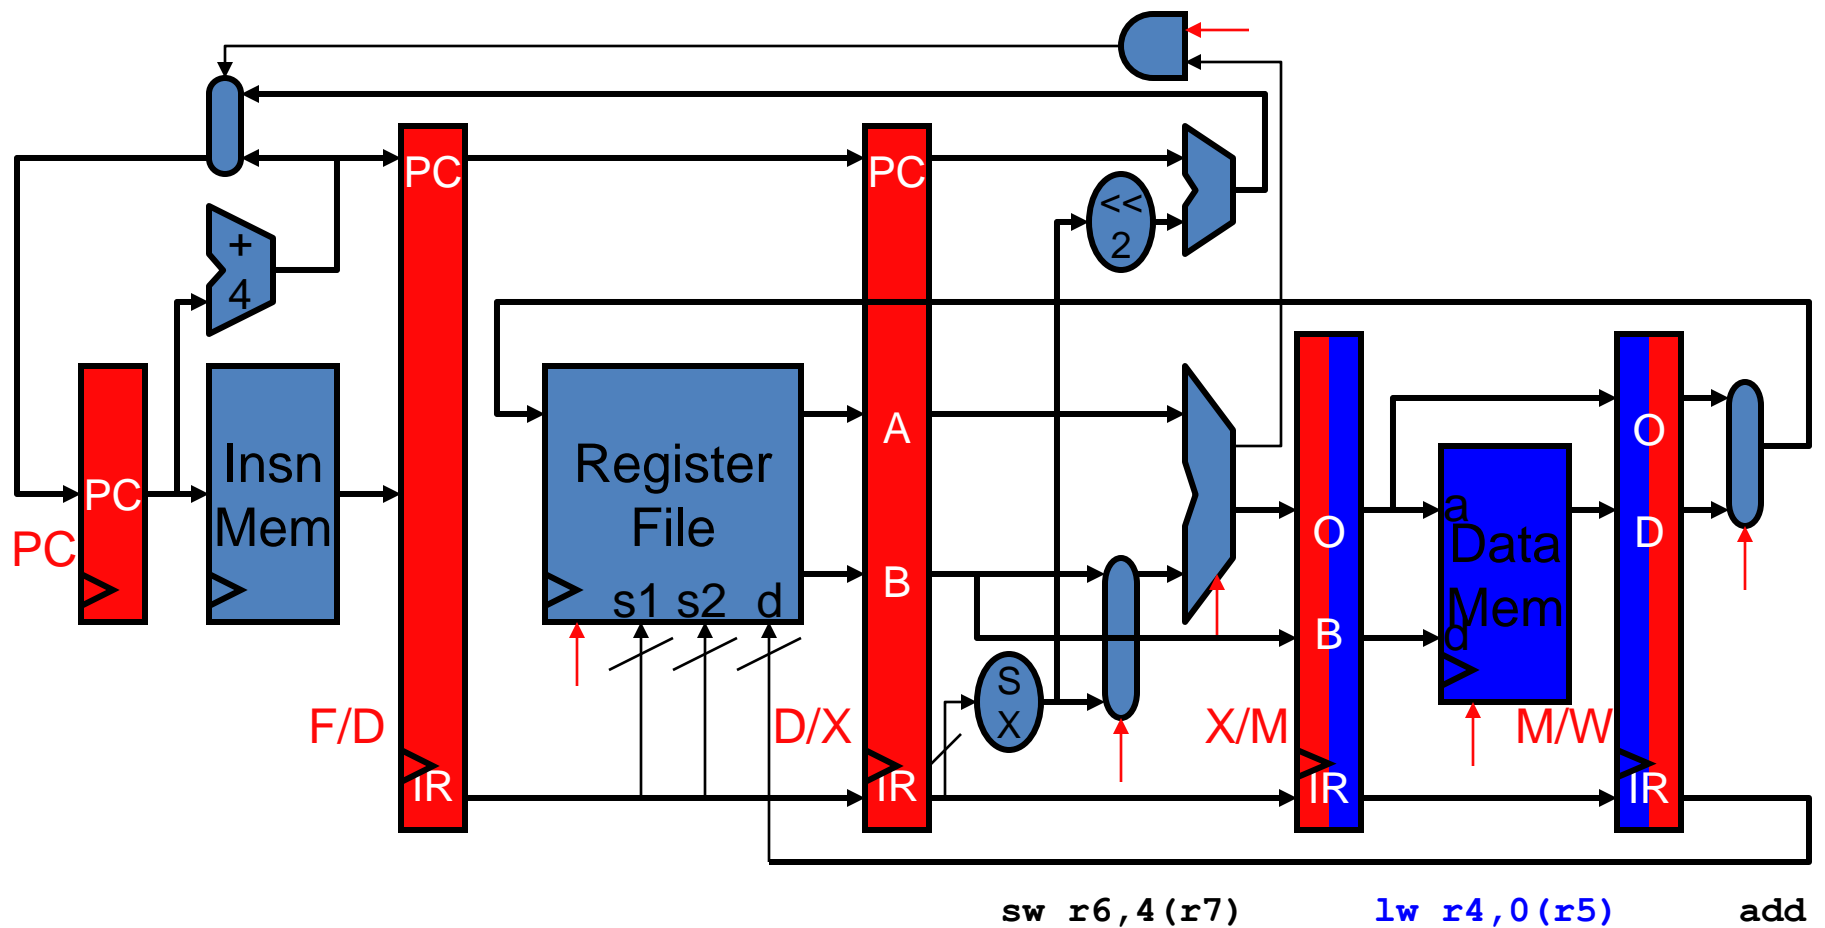 PC
PC
<<
2
+
4
A
Insn
Mem
Register
File
PC
PC
O
a
Data
Mem
d
O
D
B
B
s1 s2 d
S
X
F/D
D/X
X/M
M/W
IR
IR
IR
IR
sw r6,4(r7)
lw r4,0(r5)
add